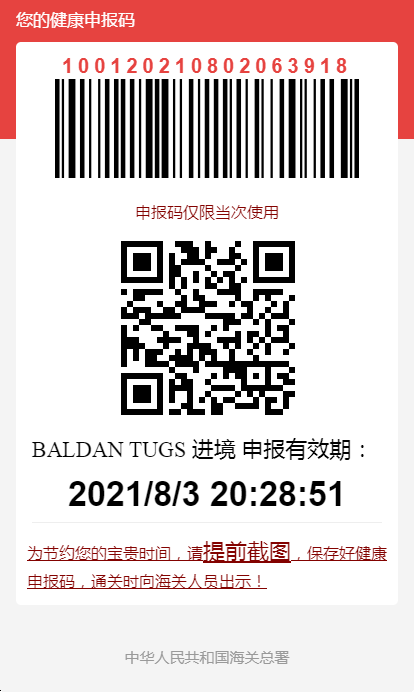 您的健康申报码
100120210802063918
申报码仅限当次使用
BALDAN TUGS 进境 申报有效期：
2021/8/3 20:28:51
为节约您的宝贵时间，请提前截图，保存好健康
申报码，通关时向海关人员出示！
中华人民共和国海关总署